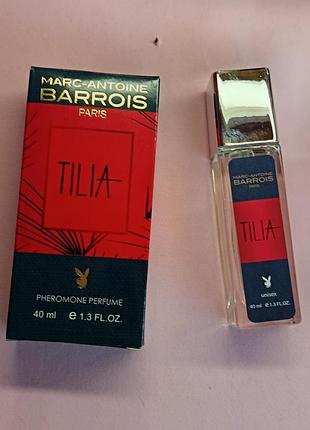 MARC-ANTOINE
BARROIS
PARIS
TILIA
PHEROMONE PERFUME
40 ml e 1.3 FL.OZ.
MARC-ANTOINE
BARROIS
PARIS
TILIA
unisex
40 ml e 1.3 FL.OZ.